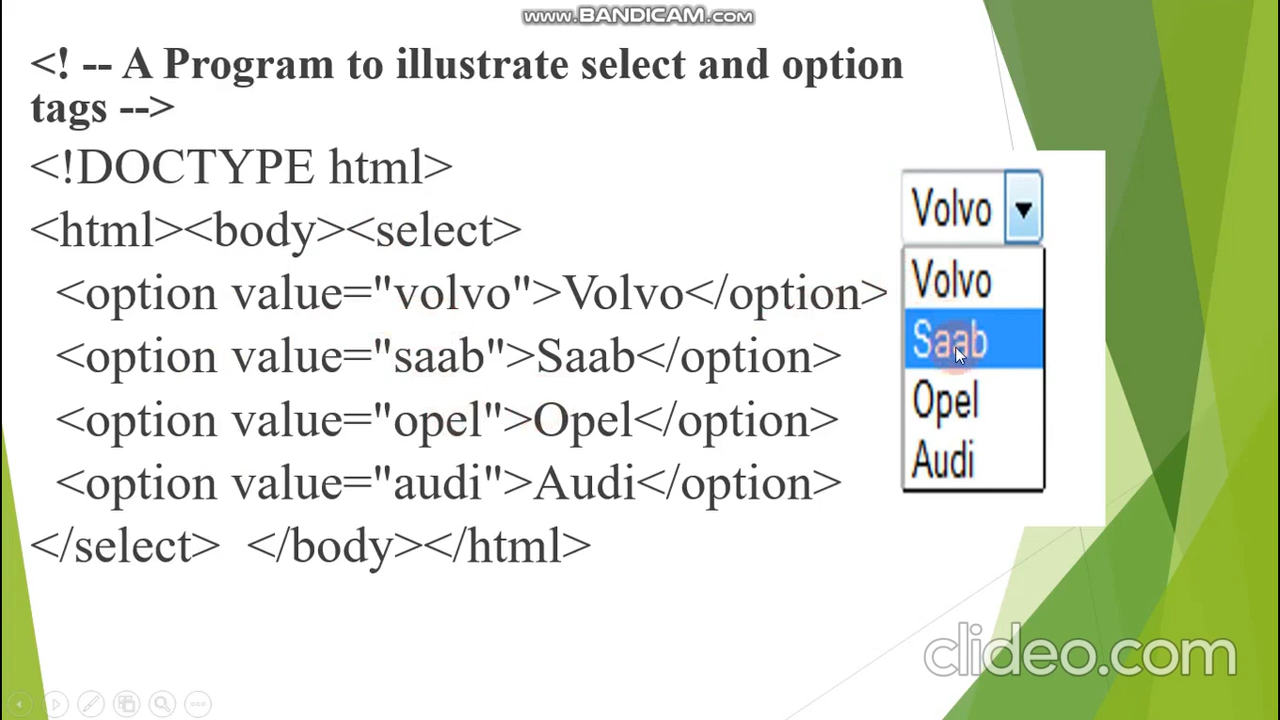 www.BANDICAM.com
<! -- A Program to illustrate select and option
tags -->
<!DOCTYPE html>
<html><body><select>
<option value="volvo">Volvo</option>
<option value="saab">Saab</option>
<option value="opel">Opel</option>
<option value="audi">Audi</option>
</select> </body></html>
Volvo
Volvo
Saab
Opel
Audi
clideo.com